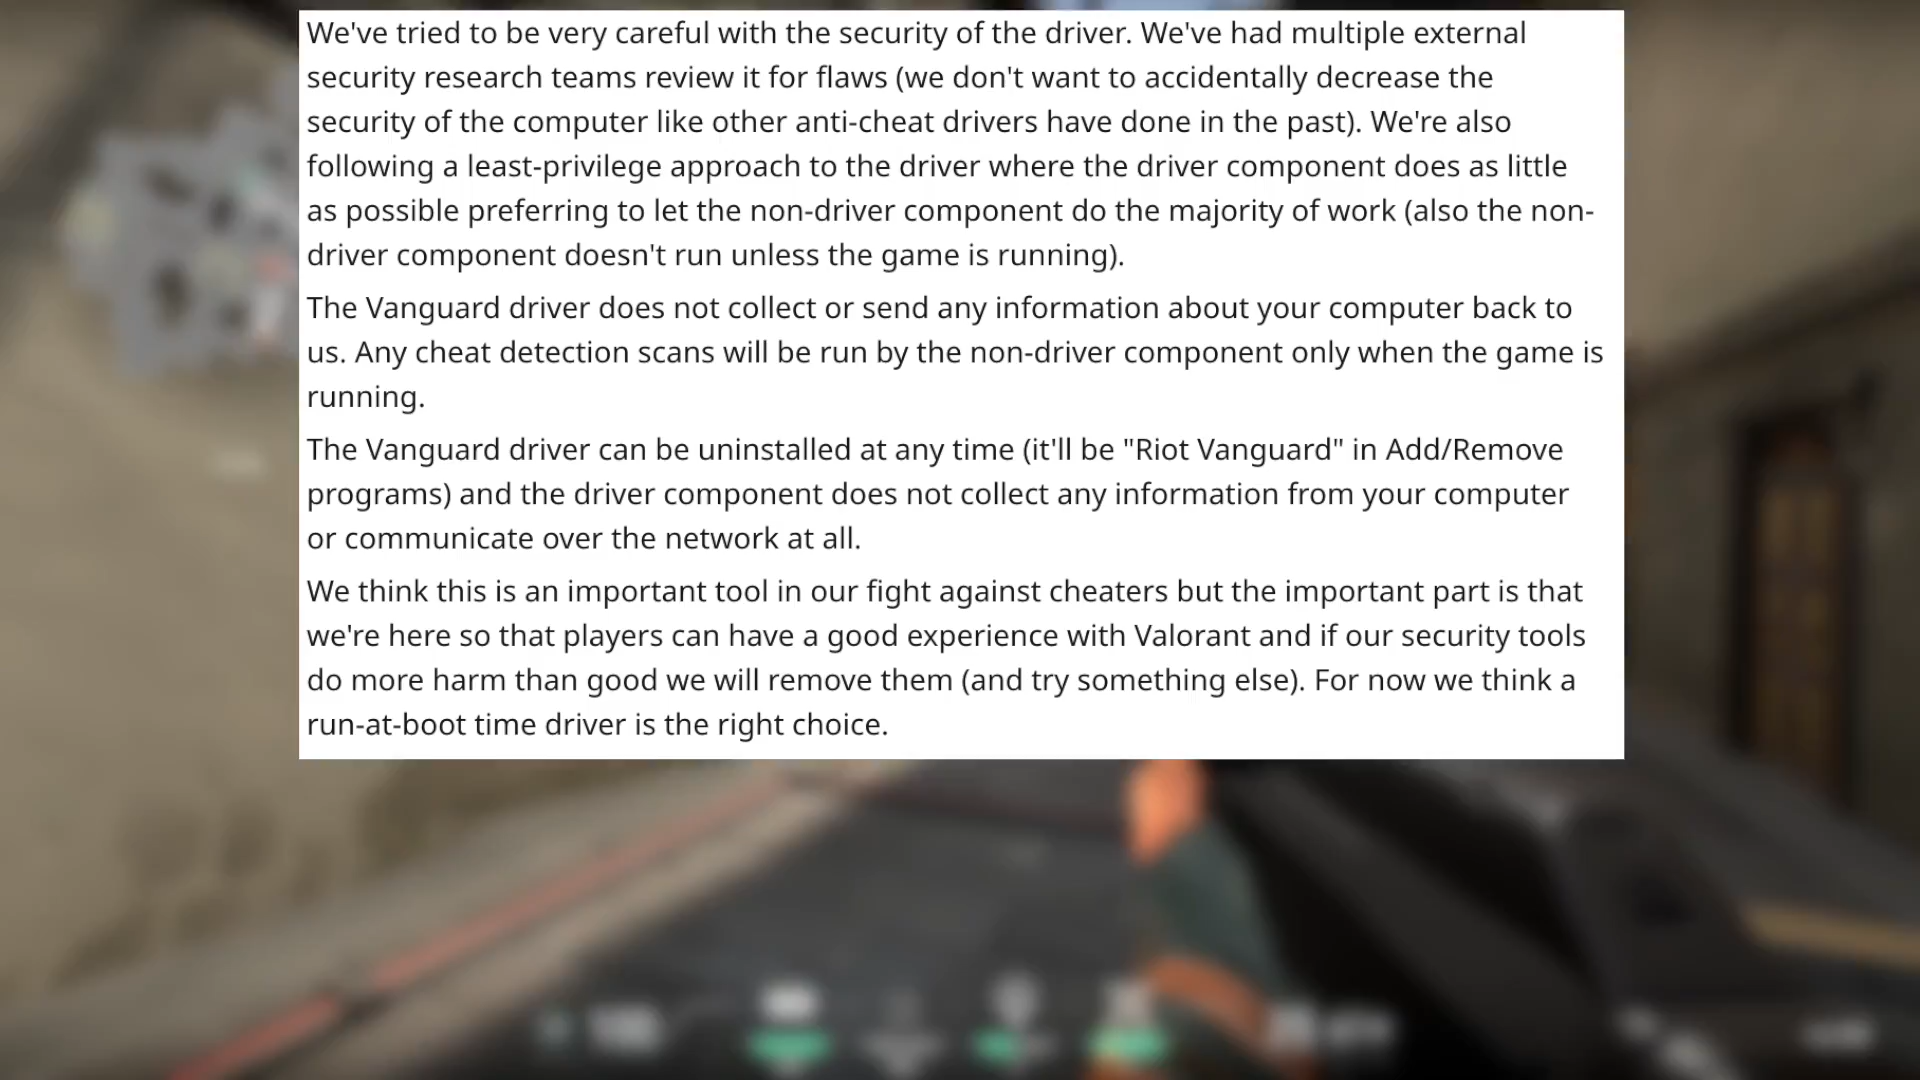 We've tried to be very careful with the security of the driver. We've had multiple external
security research teams review it for flaws (we don't want to accidentally decrease the
security of the computer like other anti-cheat drivers have done in the past). We're also
following a least-privilege approach to the driver where the driver component does as little
as possible preferring to let the non-driver component do the majority of work (also the non-
driver component doesn't run unless the game is running).
The Vanguard driver does not collect or send any information about your computer back to
us. Any cheat detection scans will be run by the non-driver component only when the game is
running.
The Vanguard driver can be uninstalled at any time (it'll be "Riot Vanguard" in Add/Remove
programs) and the driver component does not collect any information from your computer
or communicate over the network at all.
We think this is an important tool in our fight against cheaters but the important part is that
we're here so that players can have a good experience with Valorant and if our security tools
do more harm than good we will remove them (and try something else). For now we think a
run-at-boot time driver is the right choice.